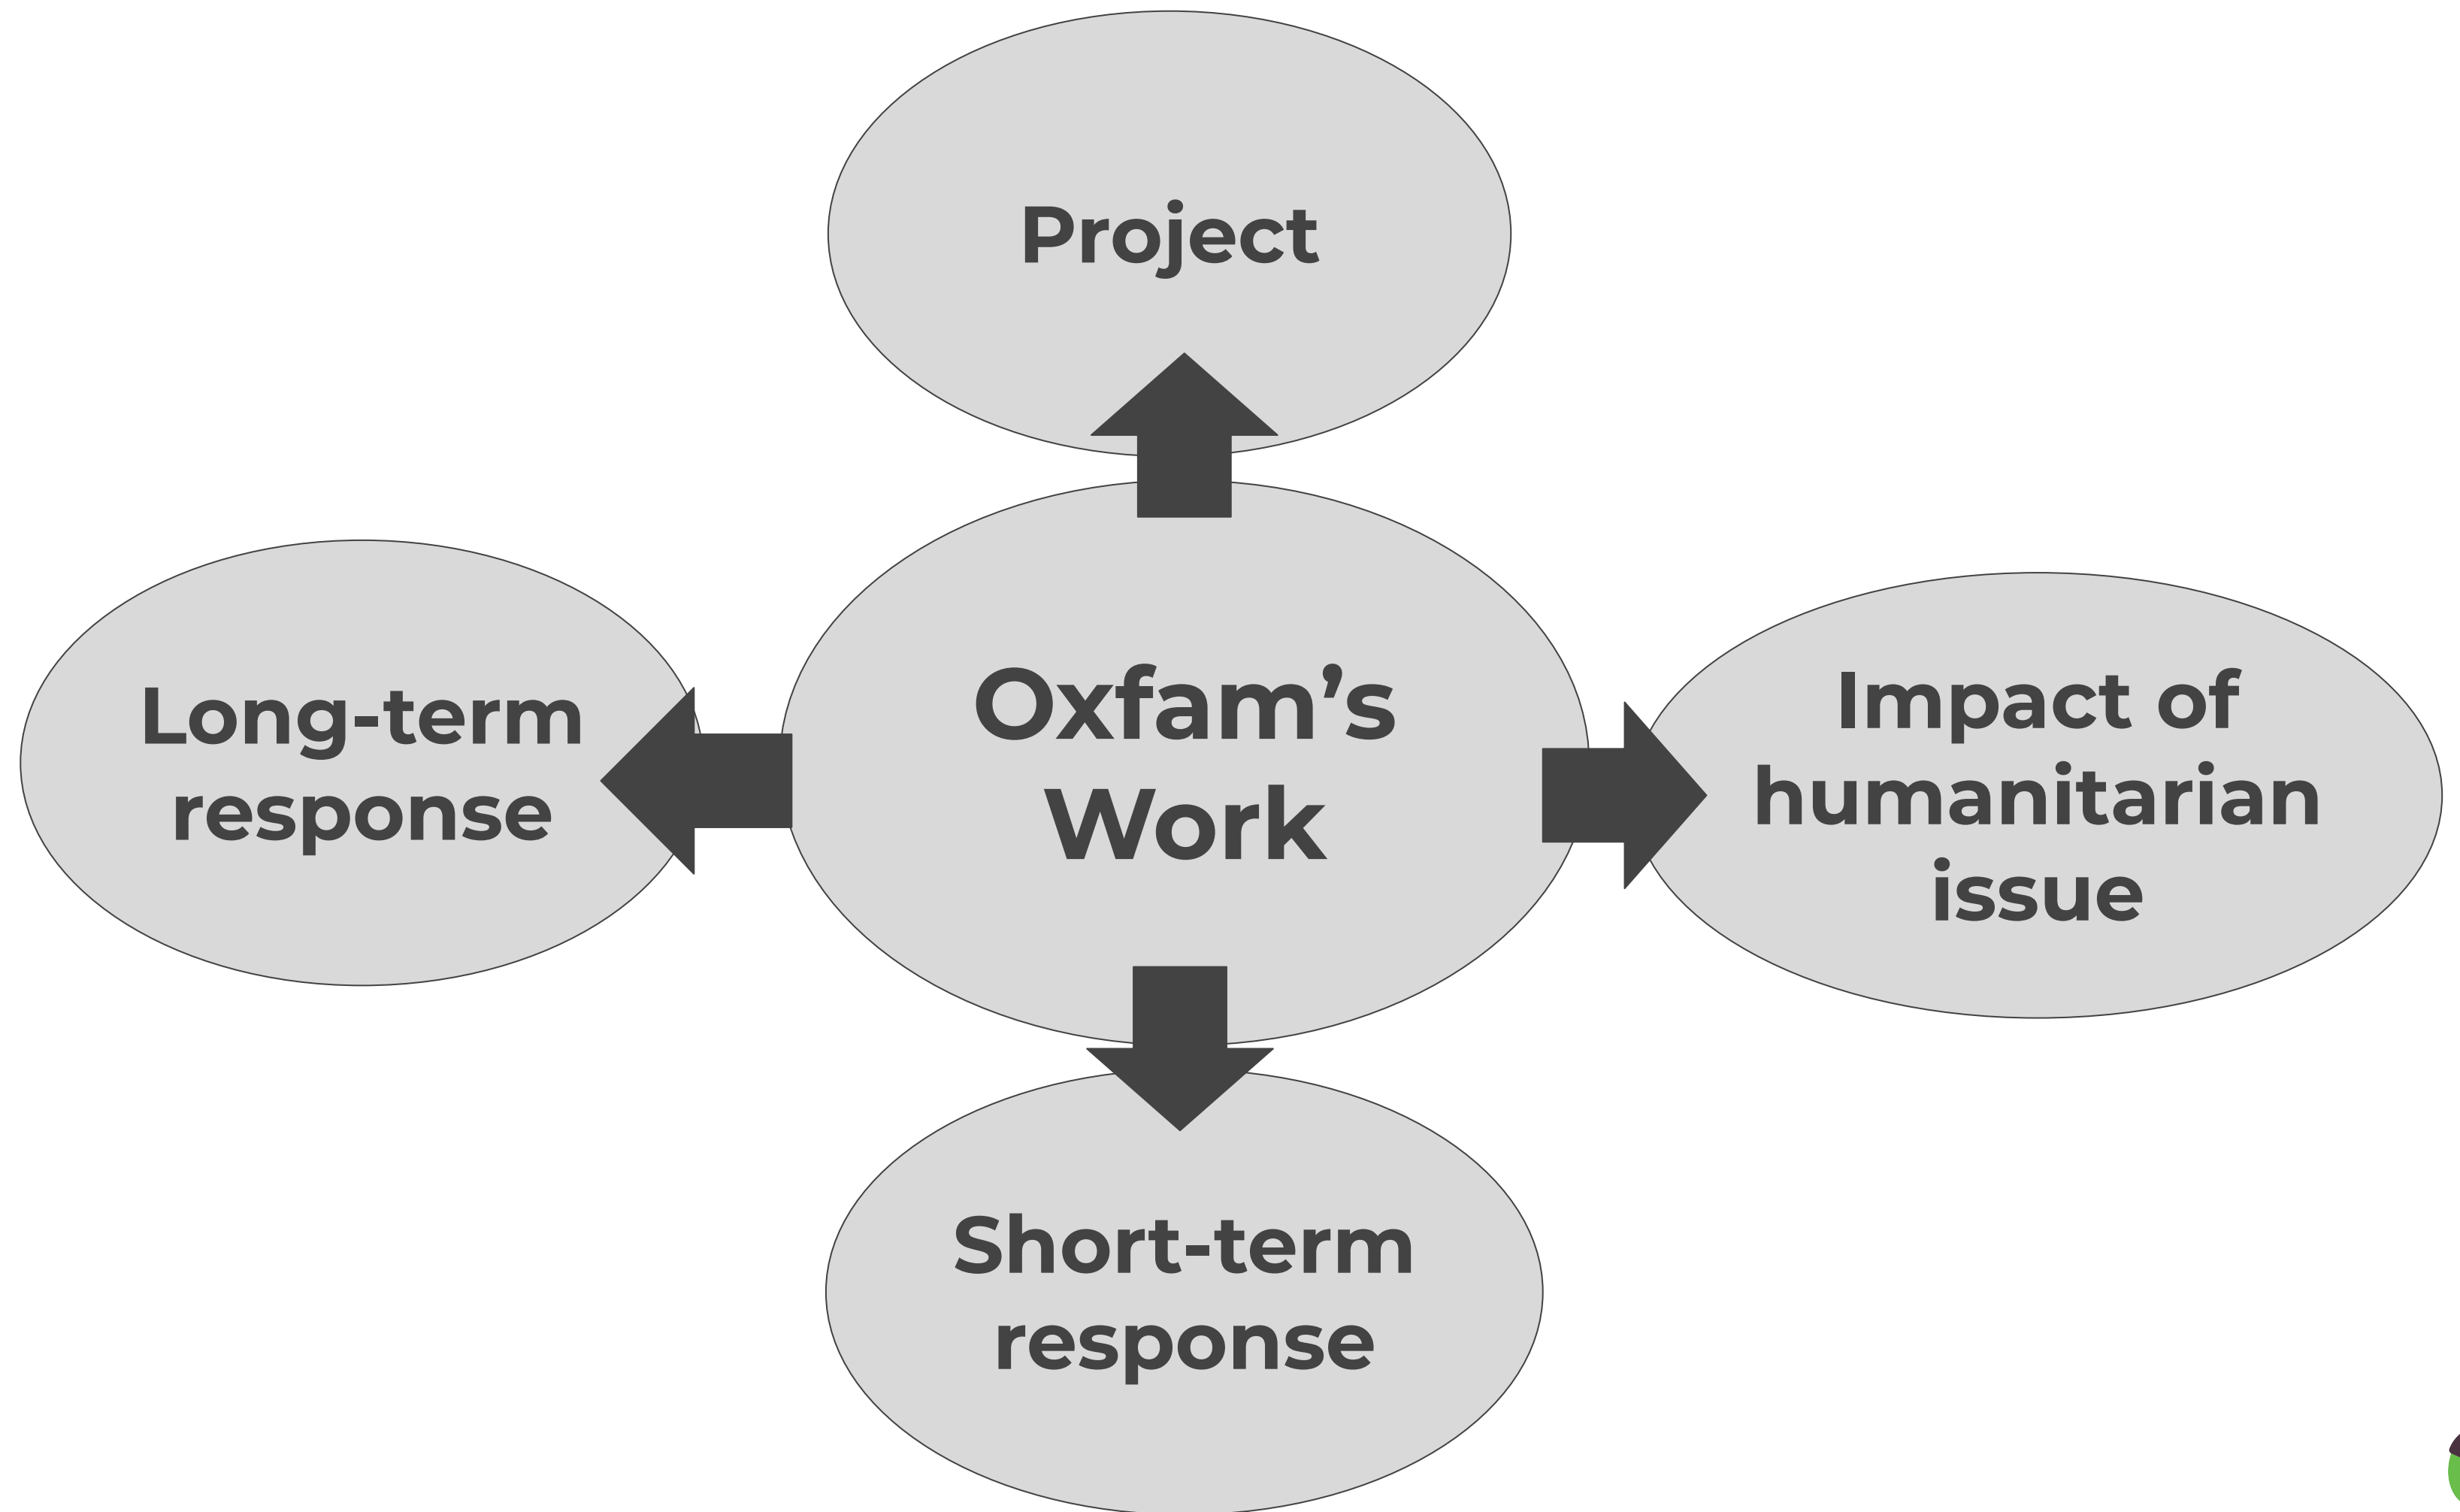 Project
Long-term
response
Oxfam’s
Work
Impact of
humanitarian
issue
Short-term
response